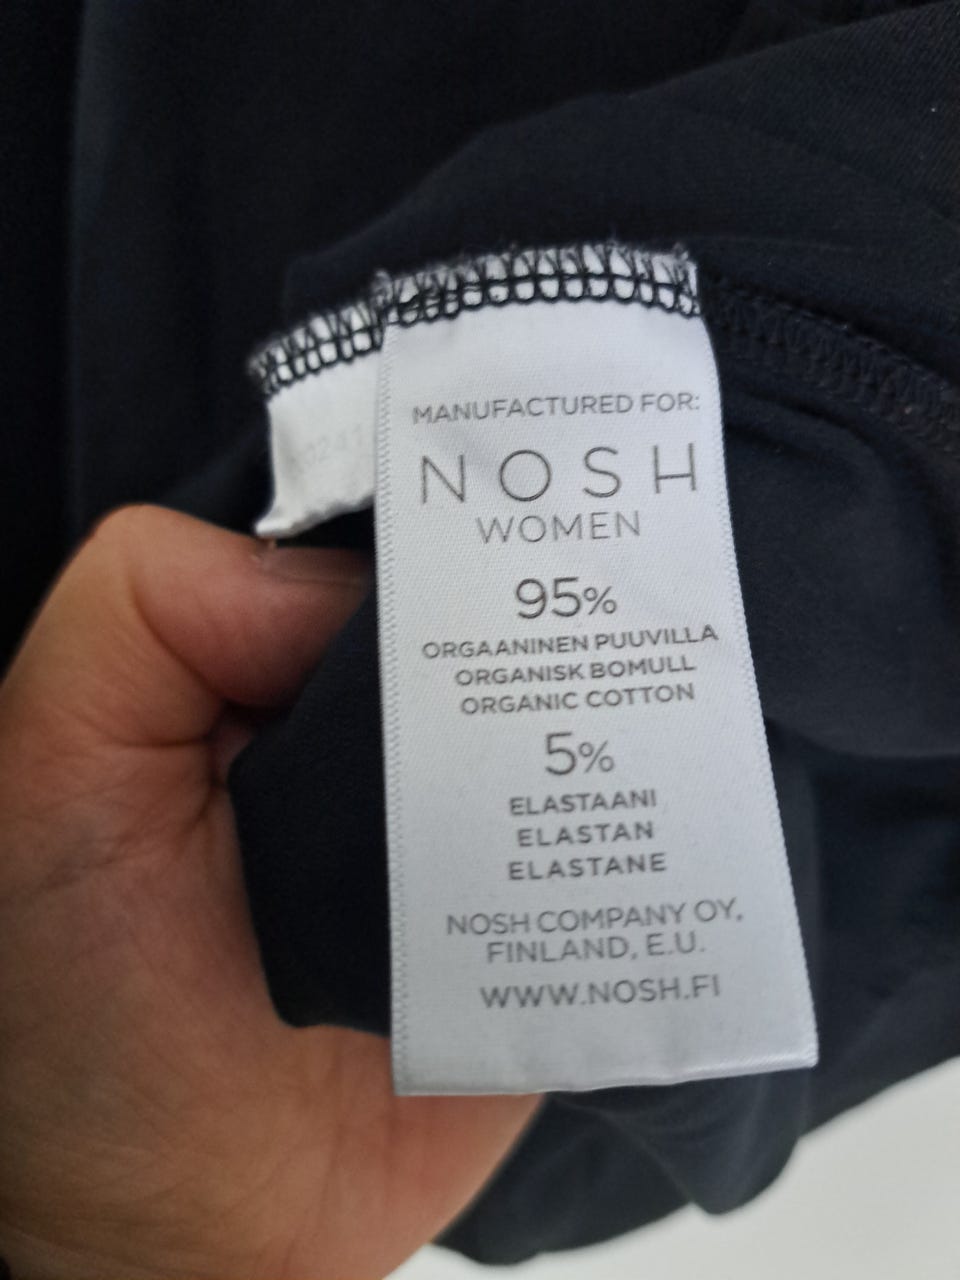 MANUFACTURED FOR:
NOSH
WOMEN
95%
ORGAANINEN PUUVILLA
ORGANISK BOMULL
ORGANIC COTTON
5%
ELASTAANI
ELASTAN
ELASTANE
NOSH COMPANY OY,
FINLAND, E.U.
WWW.NOSH.FI